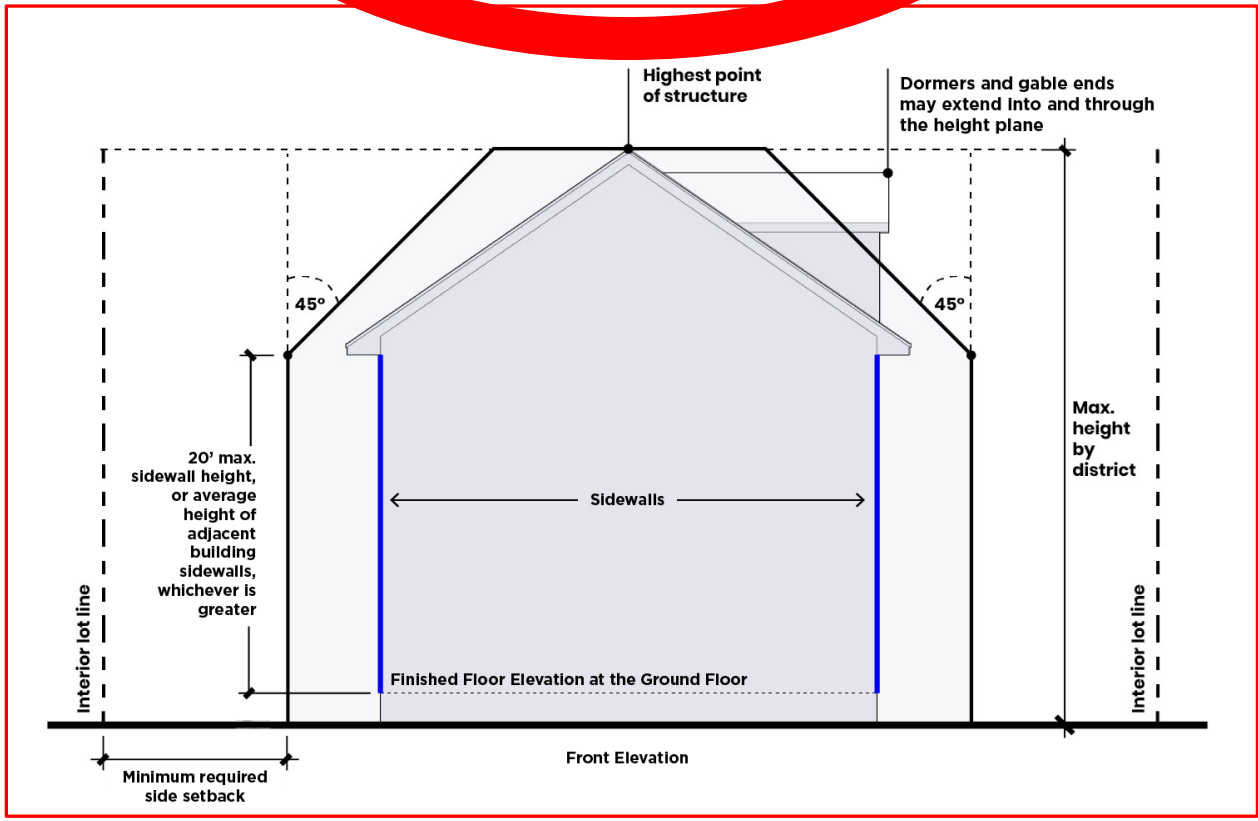 Highest point
of structure
Dormers and gable ends
may extend into and through
the height plane
45°
45°
20’ max.
sidewall height,
or average
height of
adjacent
building
sidewalls,
whichever is
greater
Max.
height
by
district
Sidewalls
Interior lot line
Interior lot line
Finished Floor Elevation at the Ground Floor
Front Elevation
Minimum required
side setback